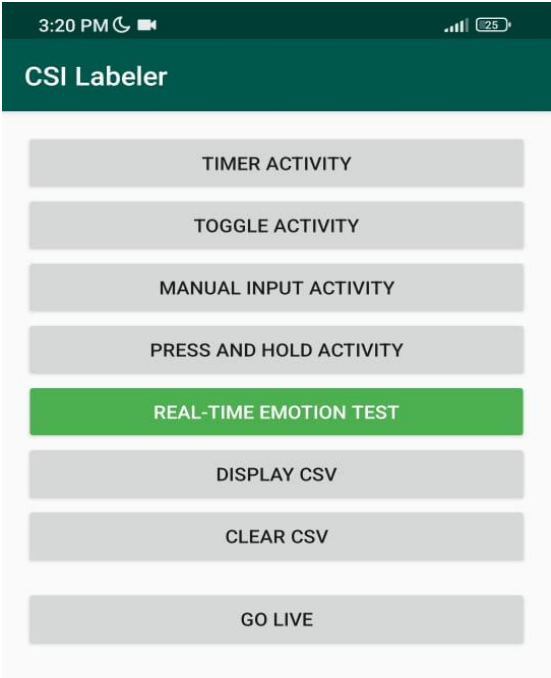 3:20 PM 25
CSI Labeler
TIMER ACTIVITY
TOGGLE ACTIVITY
MANUAL INPUT ACTIVITY
PRESS AND HOLD ACTIVITY
REAL-TIME EMOTION TEST
DISPLAY CSV
CLEAR CSV
GO LIVE